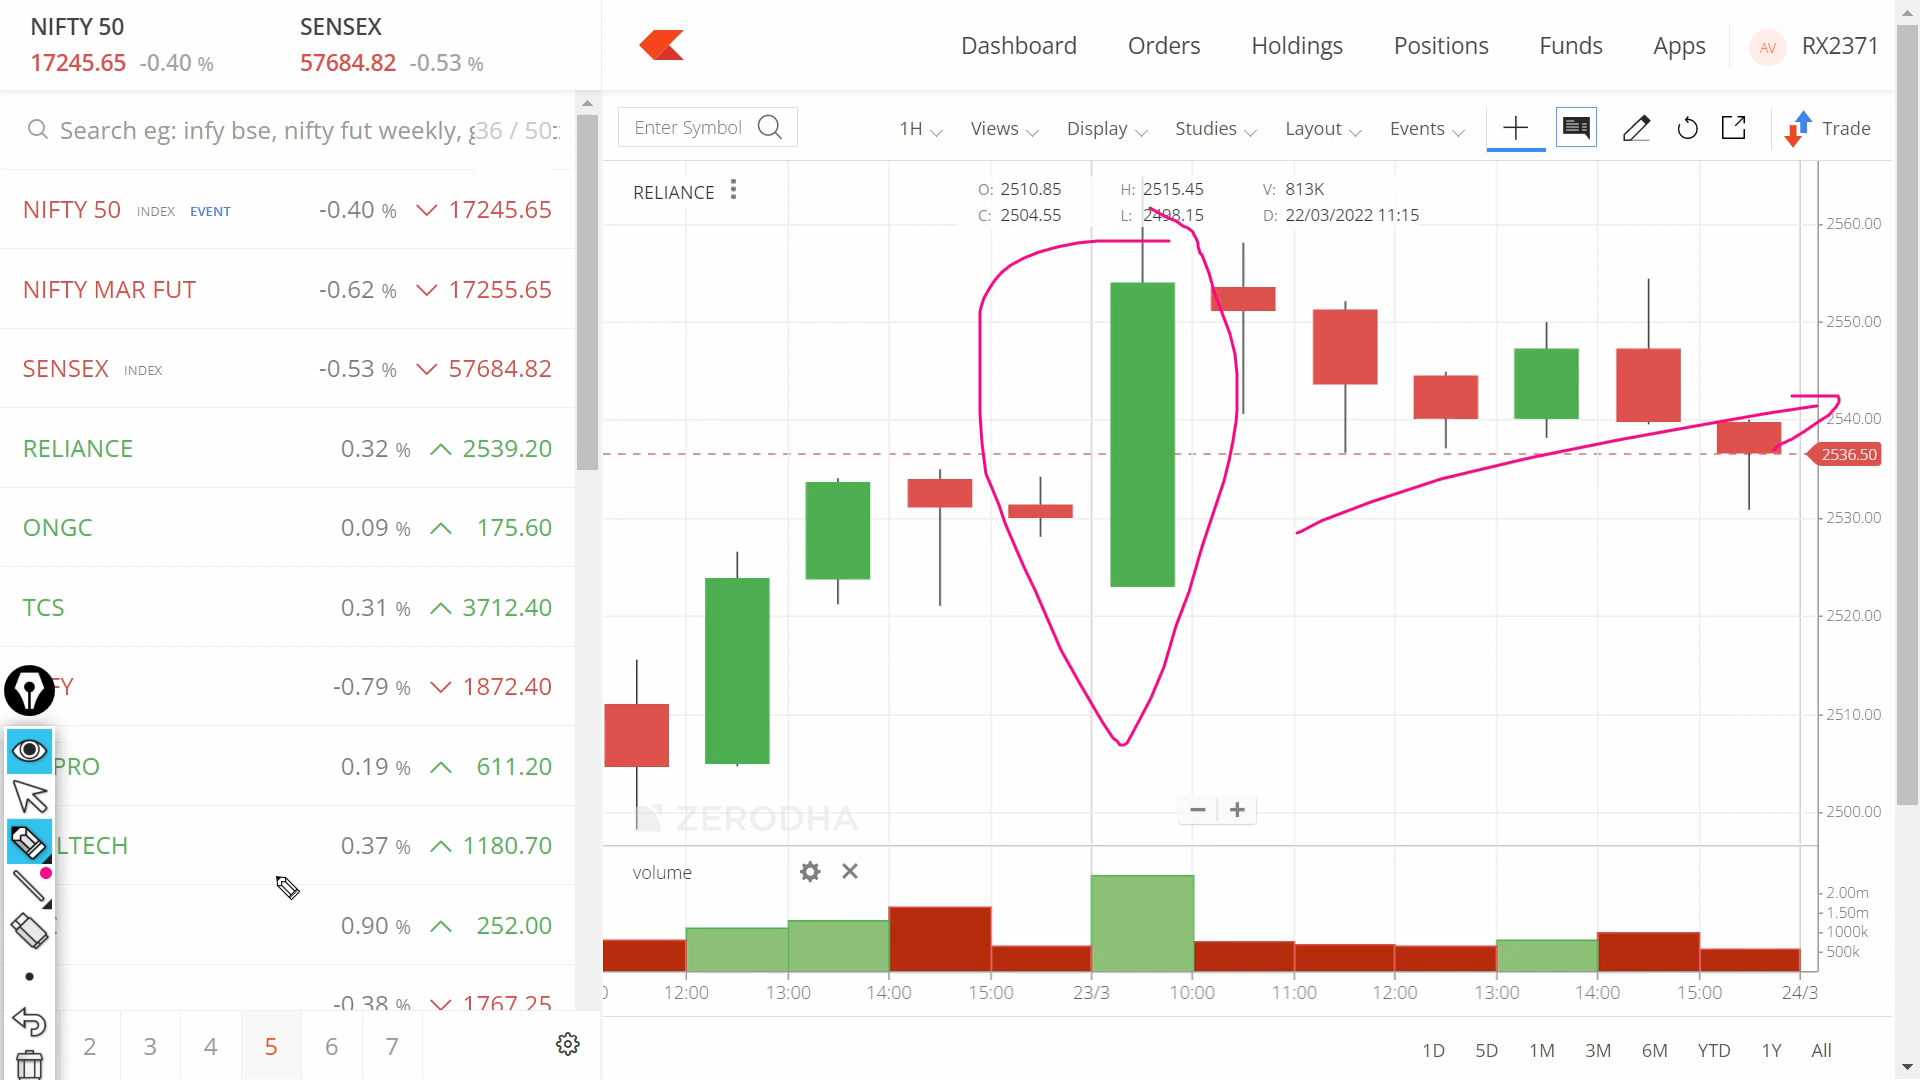 NIFTY 50
17245.65 -0.40 %
SENSEX
57684.82 -0.53 %
Dashboard Orders Holdings Positions Funds Apps AV RX2371
Search eg: infy bse, nifty fut weekly, 36 / 50
NIFTY 50 INDEX EVENT -0.40 % 17245.65
NIFTY MAR FUT -0.62 % 17255.65
SENSEX INDEX -0.53 % 57684.82
RELIANCE 0.32 % 2539.20
ONGC 0.09 % 175.60
TCS 0.31 % 3712.40
FY -0.79 % 1872.40
PRO 0.19 % 611.20
LTECH 0.37 % 1180.70
0.90 % 252.00
-0.38 % 1767.25
2 3 4 5 6 7
Enter Symbol 1H Views Display Studies Layout Events Trade
RELIANCE
O: 2510.85 H: 2515.45 V: 813K
C: 2504.55 L: 2498.15 D: 22/03/2022 11:15
2560.00
2550.00
2540.00
2536.50
2530.00
2520.00
2510.00
2500.00
ZERODHA
volume
2.00m
1.50m
1000k
500k
0 12:00 13:00 14:00 15:00 23/3 10:00 11:00 12:00 13:00 14:00 15:00 24/3
1D 5D 1M 3M 6M YTD 1Y All